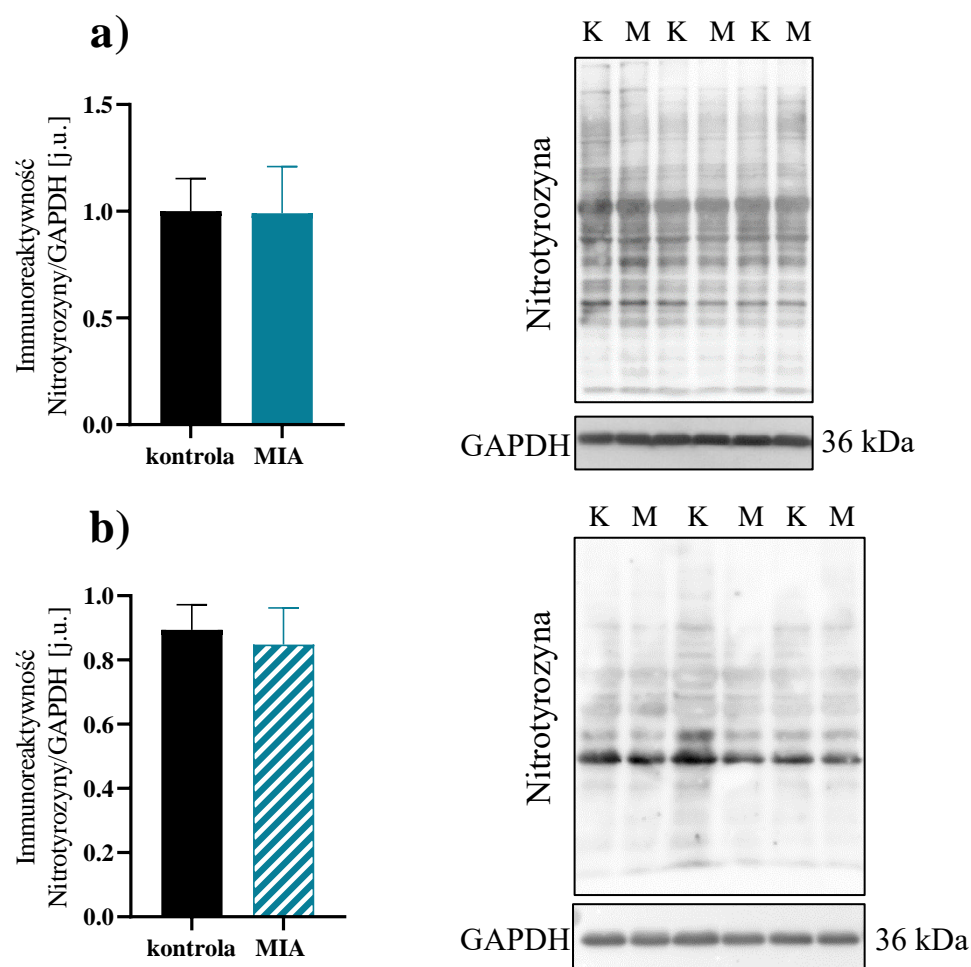 a)
Immunoreaktywność
Nitrotyrozyny/GAPDH [j.u.]
1.5
1.0
0.5
0.0
kontrola MIA
K M K M K M
Nitrotyrozyna
GAPDH 36 kDa
b)
Immunoreaktywność
Nitrotyrozyny/GAPDH [j.u.]
1.0
0.8
0.6
0.4
0.2
0.0
kontrola MIA
K M K M K M
Nitrotyrozyna
GAPDH 36 kDa